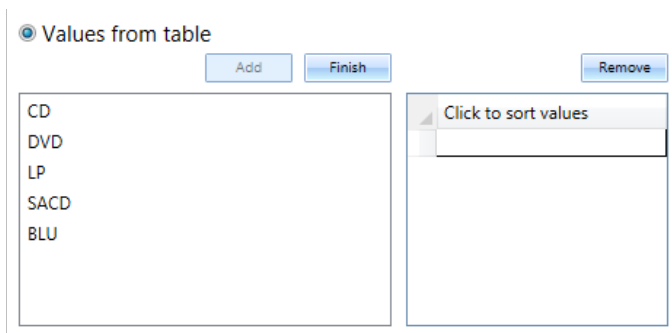 Values from table
Add Finish Remove
CD
DVD
LP
SACD
BLU
Click to sort values